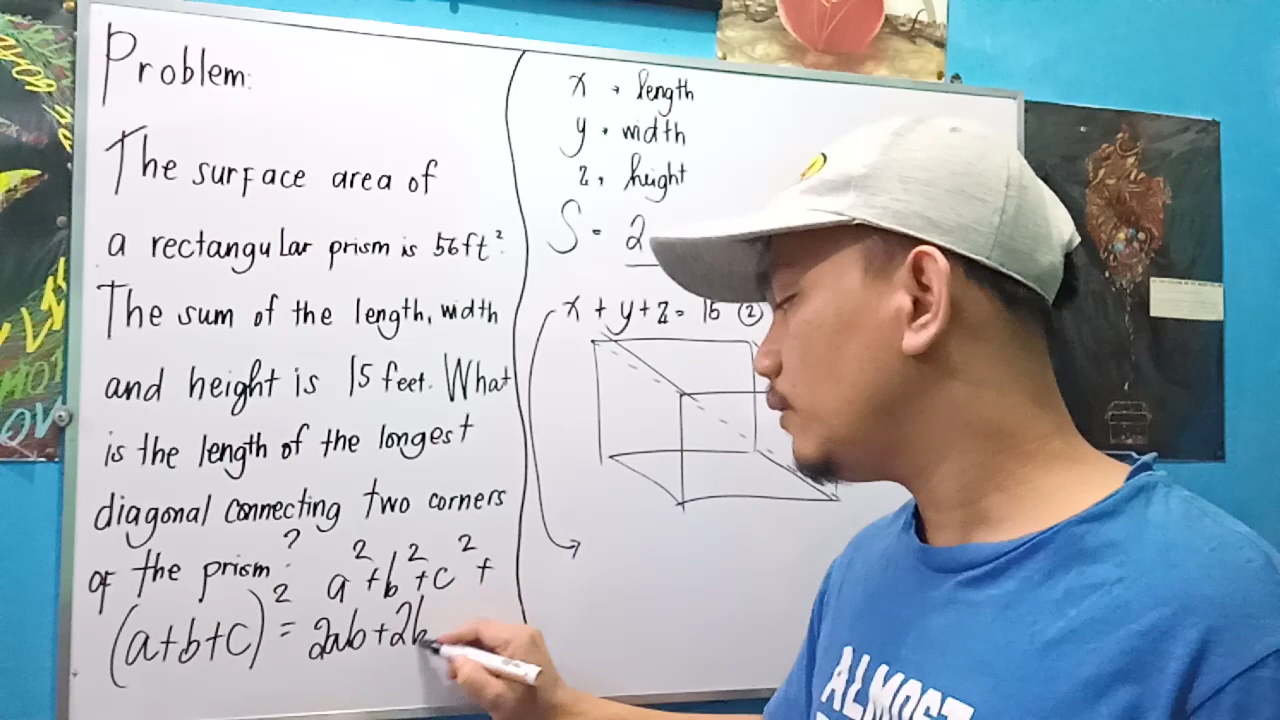 Problem:
The surface area of
a rectangular prism is 56ft²
The sum of the length, width
and height is 15 feet. What
is the length of the longest
diagonal connecting two corners
of the prism?
a² + b² + c² +
(a+b+c)² = 2ab + 2b
x → length
y → width
z → height
S = 2
x + y + z = 15 (2)
ALMOST